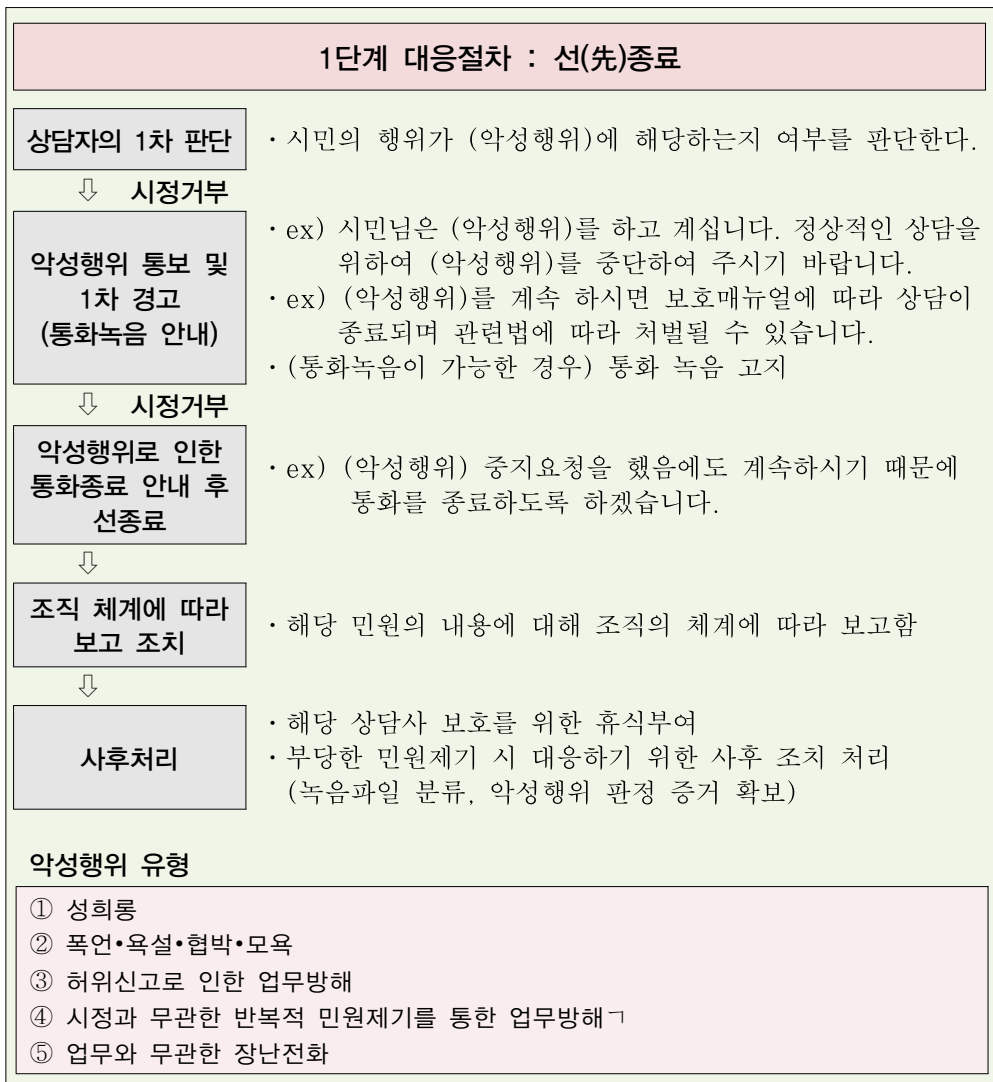 1단계 대응절차 : 선(先)종료
상담자의 1차 판단
· 시민의 행위가 (악성행위)에 해당하는지 여부를 판단한다.
⇩ 시정거부
악성행위 통보 및
1차 경고
(통화녹음 안내)
· ex) 시민님은 (악성행위)를 하고 계십니다. 정상적인 상담을
위하여 (악성행위)를 중단하여 주시기 바랍니다.
· ex) (악성행위)를 계속 하시면 보호매뉴얼에 따라 상담이
종료되며 관련법에 따라 처벌될 수 있습니다.
· (통화녹음이 가능한 경우) 통화 녹음 고지
⇩ 시정거부
악성행위로 인한
통화종료 안내 후
선종료
· ex) (악성행위) 중지요청을 했음에도 계속하시기 때문에
통화를 종료하도록 하겠습니다.
⇩
조직 체계에 따라
보고 조치
· 해당 민원의 내용에 대해 조직의 체계에 따라 보고함
⇩
사후처리
· 해당 상담사 보호를 위한 휴식부여
· 부당한 민원제기 시 대응하기 위한 사후 조치 처리
(녹음파일 분류, 악성행위 판정 증거 확보)
악성행위 유형
① 성희롱
② 폭언•욕설•협박•모욕
③ 허위신고로 인한 업무방해
④ 시정과 무관한 반복적 민원제기를 통한 업무방해ㄱ
⑤ 업무와 무관한 장난전화